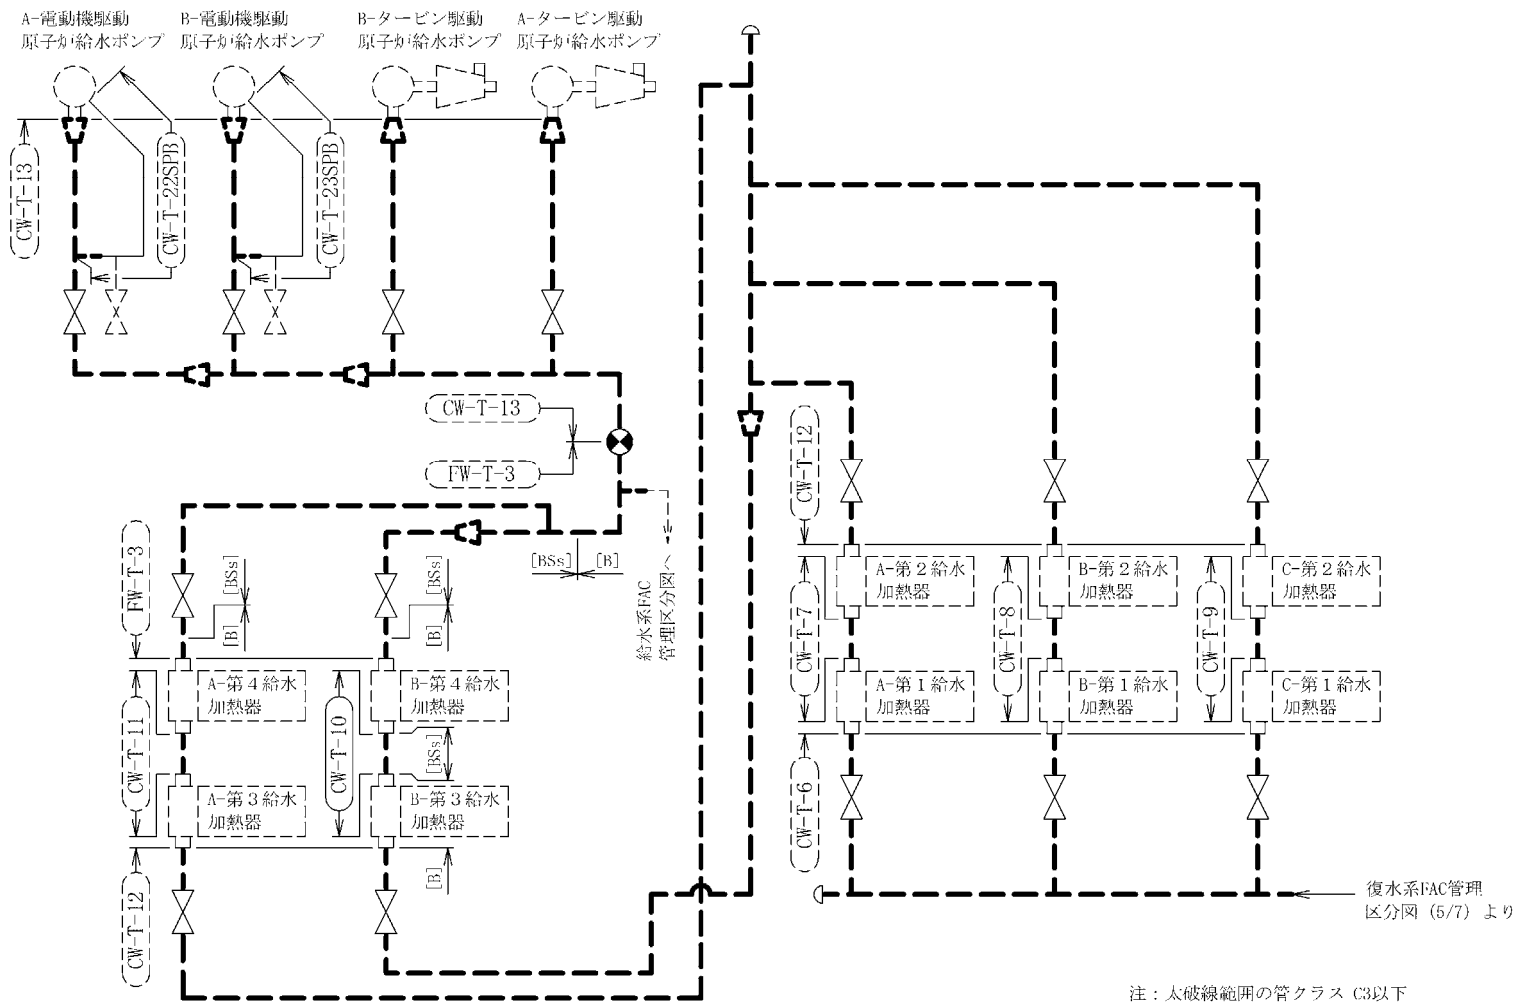 A-電動機駆動
原子炉給水ポンプ
B-電動機駆動
原子炉給水ポンプ
B-タービン駆動
原子炉給水ポンプ
A-タービン駆動
原子炉給水ポンプ
CW-T-13
CW-T-22SPB
CW-T-23SPB
CW-T-13
FW-T-3
給水系FAC
管理区分図へ
[BSs]
[B]
FW-T-3
[BSs]
[B]
[BSs]
[B]
A-第4給水
加熱器
B-第4給水
加熱器
CW-T-11
CW-T-10
[BSs]
A-第3給水
加熱器
B-第3給水
加熱器
[B]
CW-T-12
CW-T-12
A-第2給水
加熱器
B-第2給水
加熱器
C-第2給水
加熱器
CW-T-7
CW-T-8
CW-T-9
A-第1給水
加熱器
B-第1給水
加熱器
C-第1給水
加熱器
CW-T-6
復水系FAC管理
区分図 (5/7) より
注：太破線範囲の管クラス C3以下